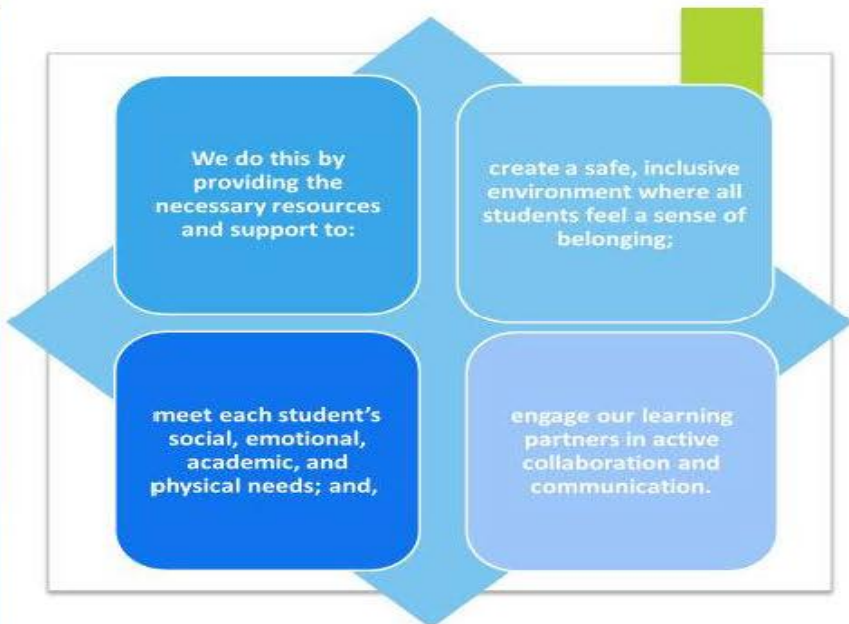 We do this by
providing the
necessary resources
and support to:
create a safe, inclusive
environment where all
students feel a sense of
belonging;
meet each student’s
social, emotional,
academic, and
physical needs; and,
engage our learning
partners in active
collaboration and
communication.